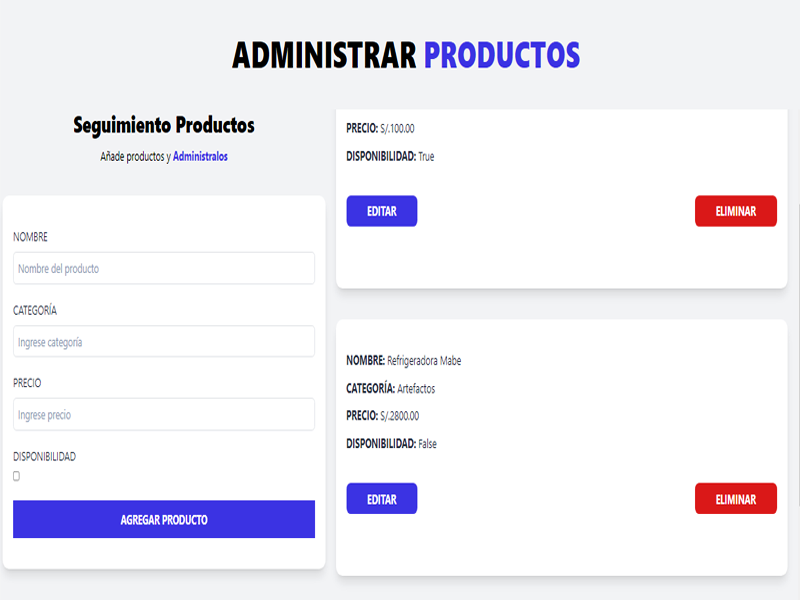 ADMINISTRAR PRODUCTOS
Seguimiento Productos
Añade productos y Administralos
NOMBRE
Nombre del producto
CATEGORÍA
Ingrese categoría
PRECIO
Ingrese precio
DISPONIBILIDAD
AGREGAR PRODUCTO
PRECIO: S/.100.00
DISPONIBILIDAD: True
EDITAR
ELIMINAR
NOMBRE: Refrigeradora Mabe
CATEGORÍA: Artefactos
PRECIO: S/.2800.00
DISPONIBILIDAD: False
EDITAR
ELIMINAR